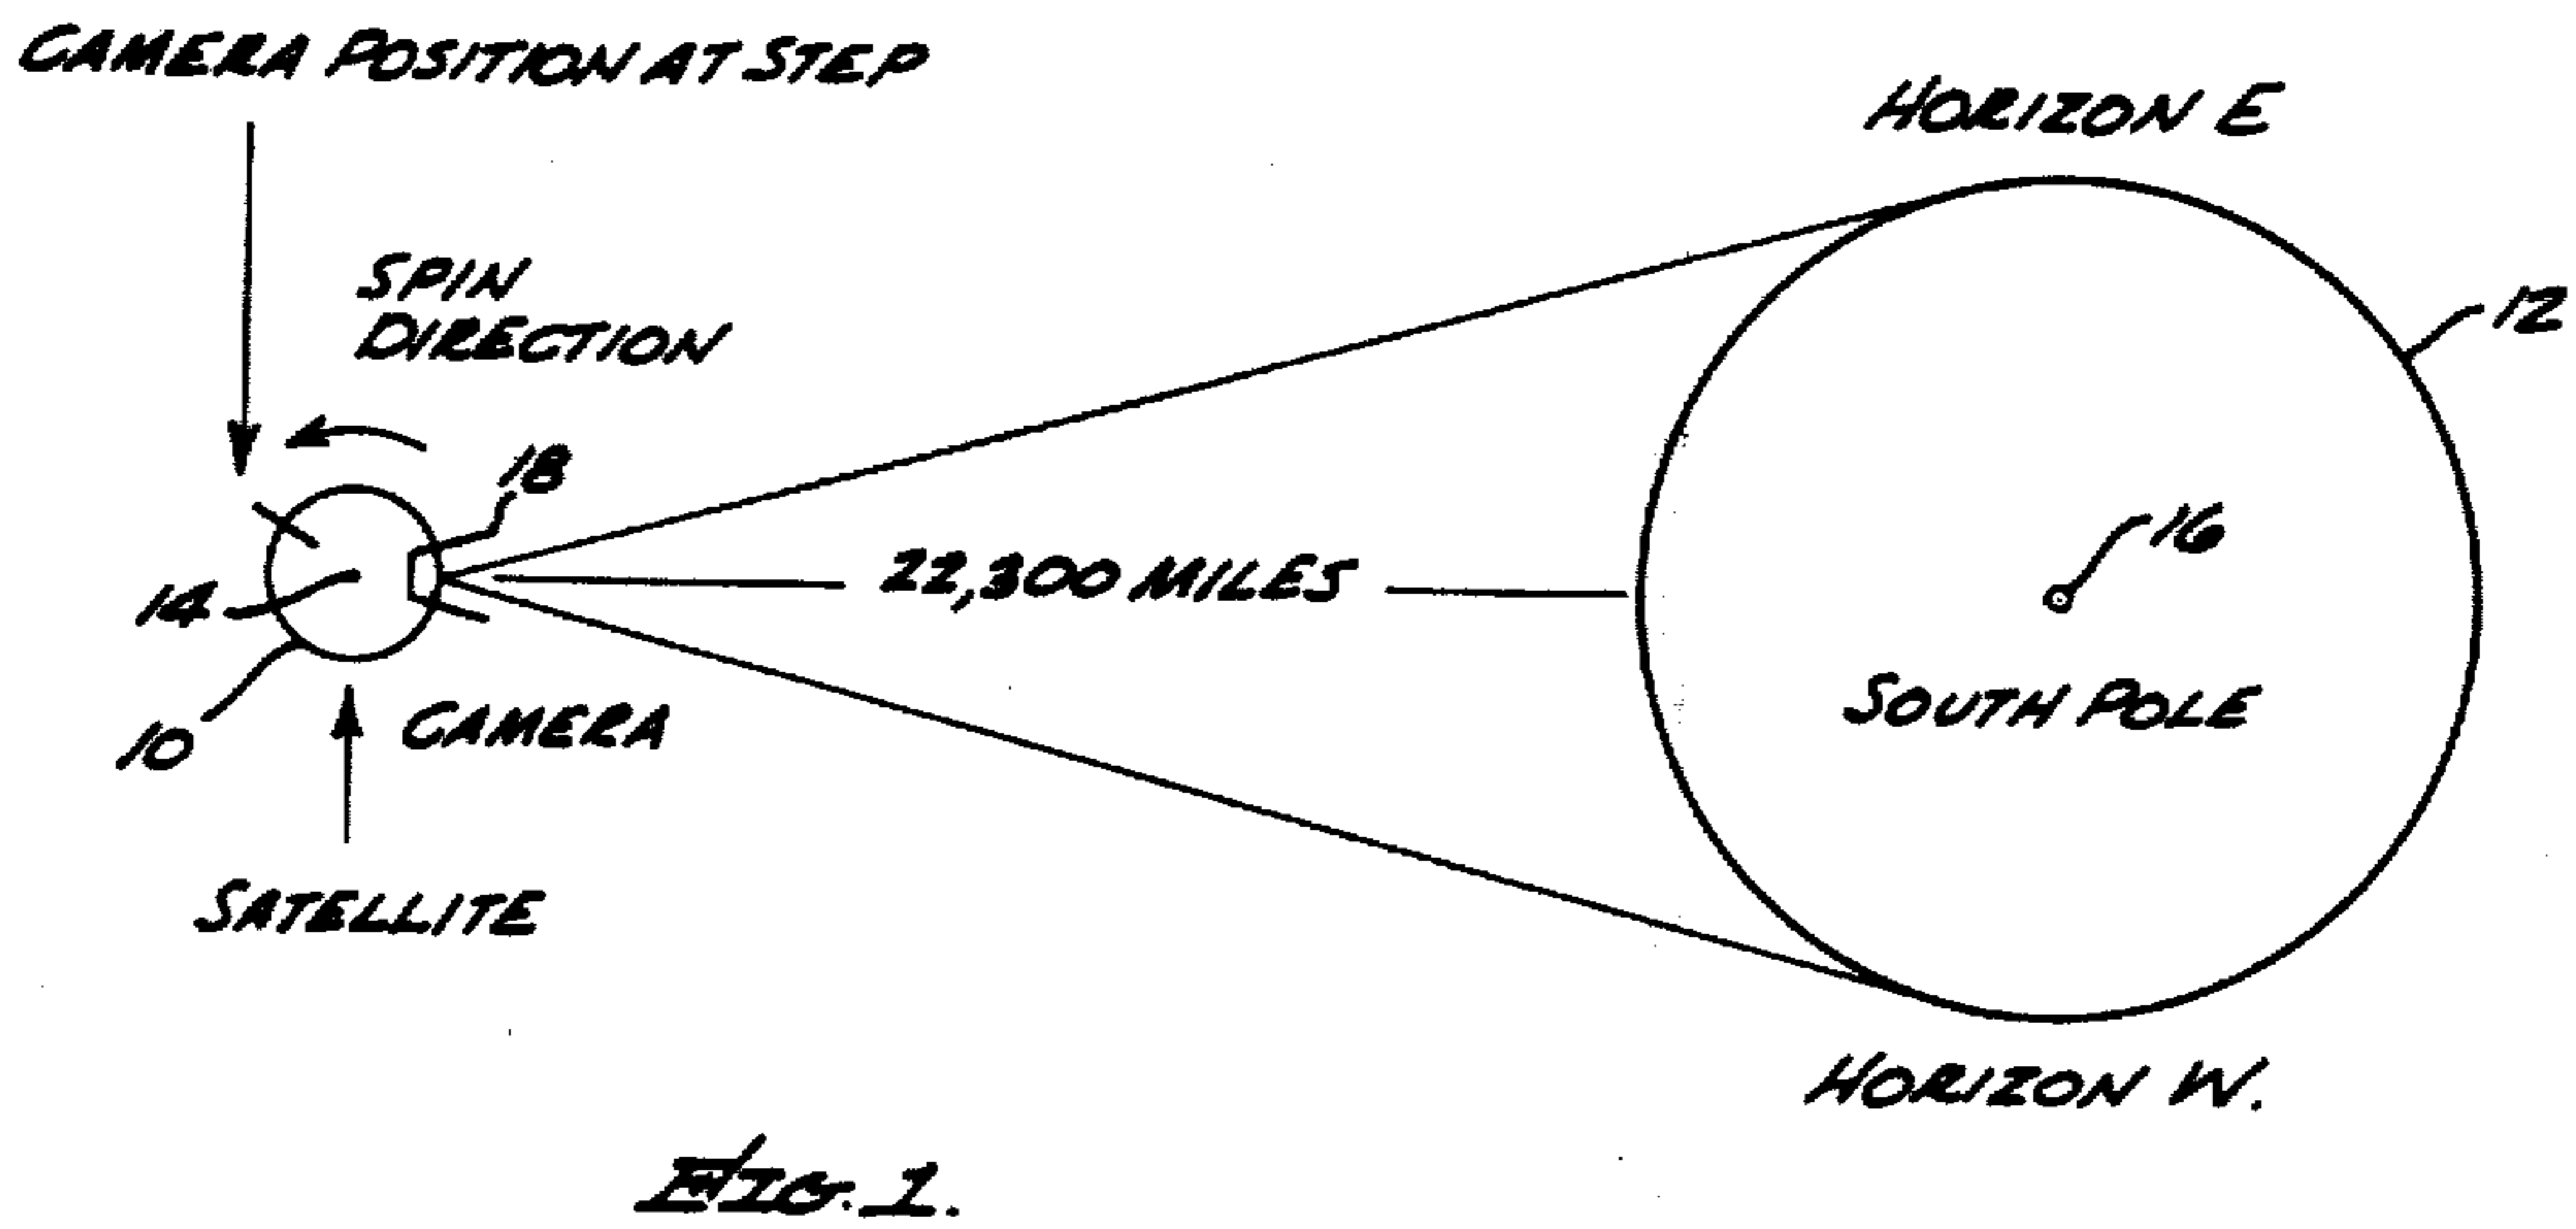 CAMERA POSITION AT STEP
HORIZON E
SPIN
DIRECTION
12
18
16
22,300 MILES
14
SOUTH POLE
10
CAMERA
SATELLITE
HORIZON W.
FIG. 1.